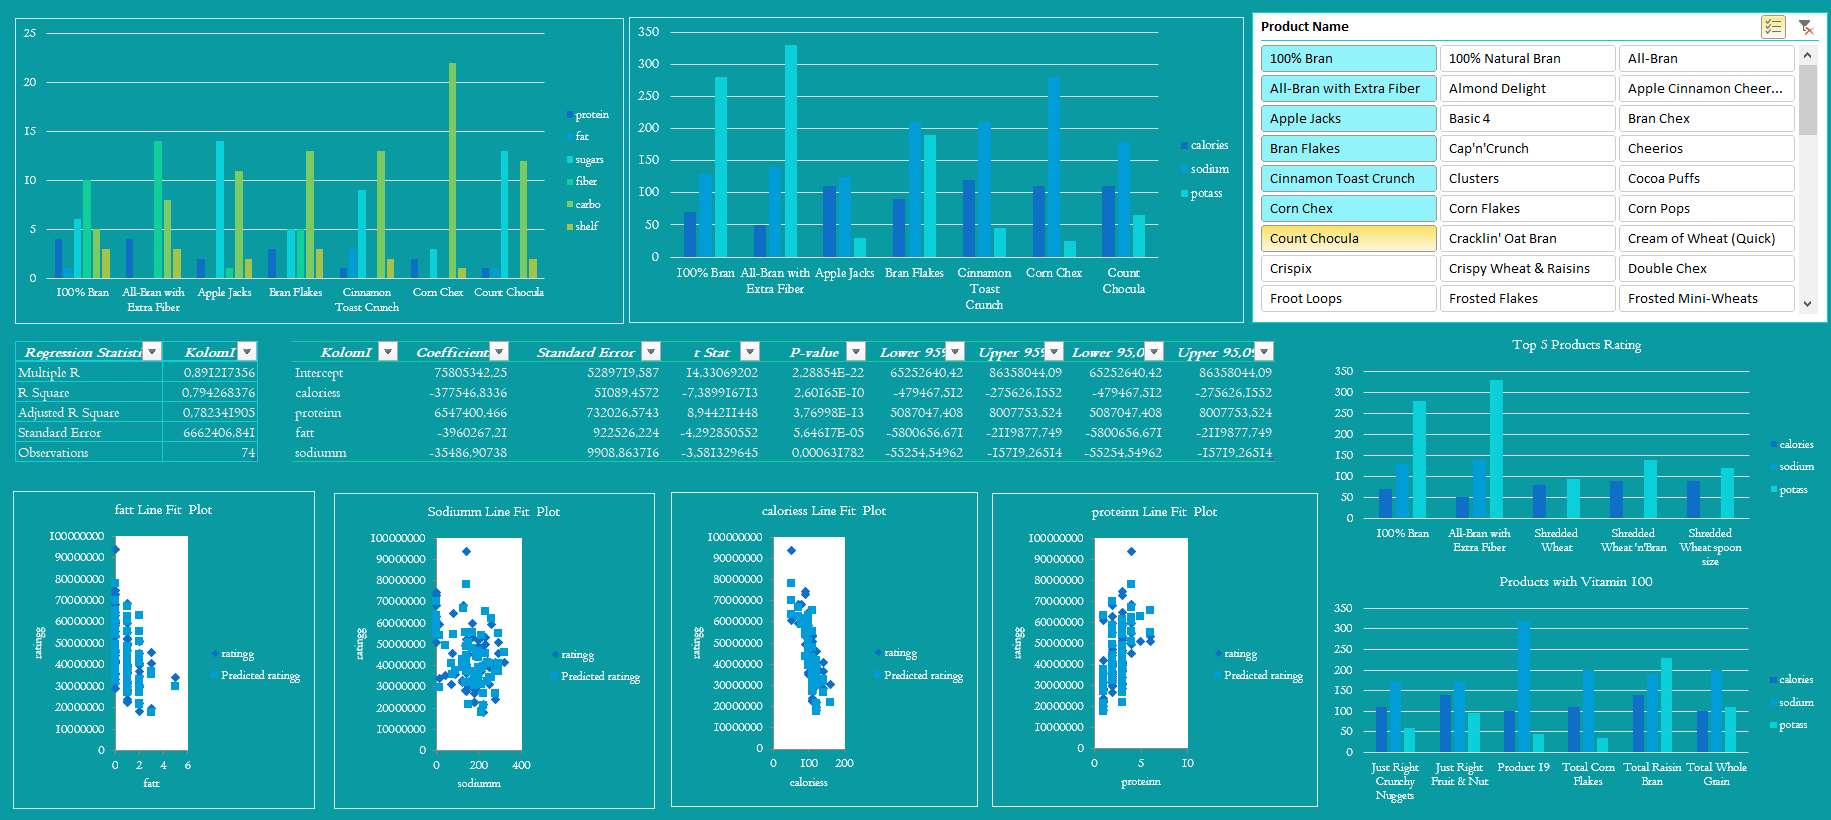 25
20
15
10
5
0
100% Bran
All-Bran with Extra Fiber
Apple Jacks
Bran Flakes
Cinnamon Toast Crunch
Corn Chex
Count Chocula
protein
fat
sugars
fiber
carbo
shelf
350
300
250
200
150
100
50
0
100% Bran
All-Bran with Extra Fiber
Apple Jacks
Bran Flakes
Cinnamon Toast Crunch
Corn Chex
Count Chocula
calories
sodium
potass
Product Name
100% Bran 100% Natural Bran All-Bran
All-Bran with Extra Fiber Almond Delight Apple Cinnamon Cheer...
Apple Jacks Basic 4 Bran Chex
Bran Flakes Cap'n'Crunch Cheerios
Cinnamon Toast Crunch Clusters Cocoa Puffs
Corn Chex Corn Flakes Corn Pops
Count Chocula Cracklin' Oat Bran Cream of Wheat (Quick)
Crispix Crispy Wheat & Raisins Double Chex
Froot Loops Frosted Flakes Frosted Mini-Wheats
Regression Statisti Kolom1
Multiple R 0,891217356
R Square 0,794268376
Adjusted R Square 0,782341905
Standard Error 6662406,841
Observations 74
Kolom1 Coefficient Standard Error t Stat P-value Lower 95% Upper 95% Lower 95,0 Upper 95,0%
Intercept 75805342,25 5289719,587 14,33069202 2,28854E-22 65252640,42 86358044,09 65252640,42 86358044,09
caloriess -377546,8336 51089,4572 -7,389916713 2,60165E-10 -479467,512 -275626,1552 -479467,512 -275626,1552
proteinn 6547400,466 732026,5743 8,944211448 3,76998E-13 5087047,408 8007753,524 5087047,408 8007753,524
fatt -3960267,21 922526,224 -4,292850552 5,64617E-05 -5800656,671 -2119877,749 -5800656,671 -2119877,749
sodiumm -35486,90738 9908,863716 -3,581329645 0,000631782 -55254,54962 -15719,26514 -55254,54962 -15719,26514
Top 5 Products Rating
350
300
250
200
150
100
50
0
100% Bran
All-Bran with Extra Fiber
Shredded Wheat
Shredded Wheat 'n'Bran
Shredded Wheat spoon size
calories
sodium
potass
fatt Line Fit Plot
100000000
90000000
80000000
70000000
60000000
50000000
40000000
30000000
20000000
10000000
0
0 2 4 6
ratingg
fatt
ratingg
Predicted ratingg
Sodiumm Line Fit Plot
100000000
90000000
80000000
70000000
60000000
50000000
40000000
30000000
20000000
10000000
0
0 200 400
ratingg
sodiumm
ratingg
Predicted ratingg
caloriess Line Fit Plot
100000000
90000000
80000000
70000000
60000000
50000000
40000000
30000000
20000000
10000000
0
0 100 200
ratingg
caloriess
ratingg
Predicted ratingg
proteinn Line Fit Plot
100000000
90000000
80000000
70000000
60000000
50000000
40000000
30000000
20000000
10000000
0
0 5 10
ratingg
proteinn
ratingg
Predicted ratingg
Products with Vitamin 100
350
300
250
200
150
100
50
0
Just Right Crunchy Nuggets
Just Right Fruit & Nut
Product 19
Total Corn Flakes
Total Raisin Bran
Total Whole Grain
calories
sodium
potass